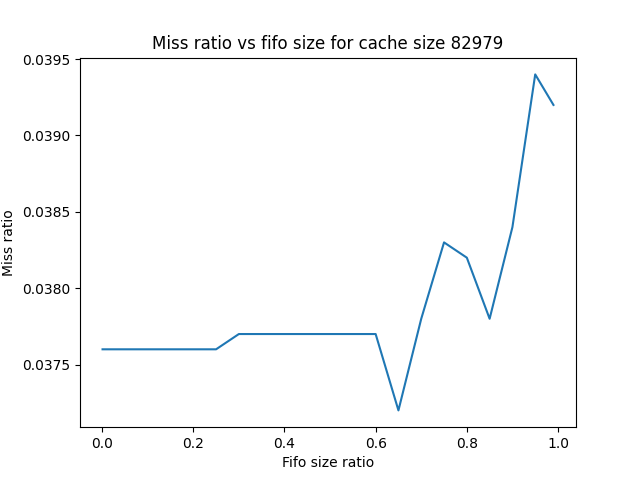 Miss ratio vs fifo size for cache size 82979
0.0395
0.0390
0.0385
0.0380
0.0375
Miss ratio
0.0 0.2 0.4 0.6 0.8 1.0
Fifo size ratio